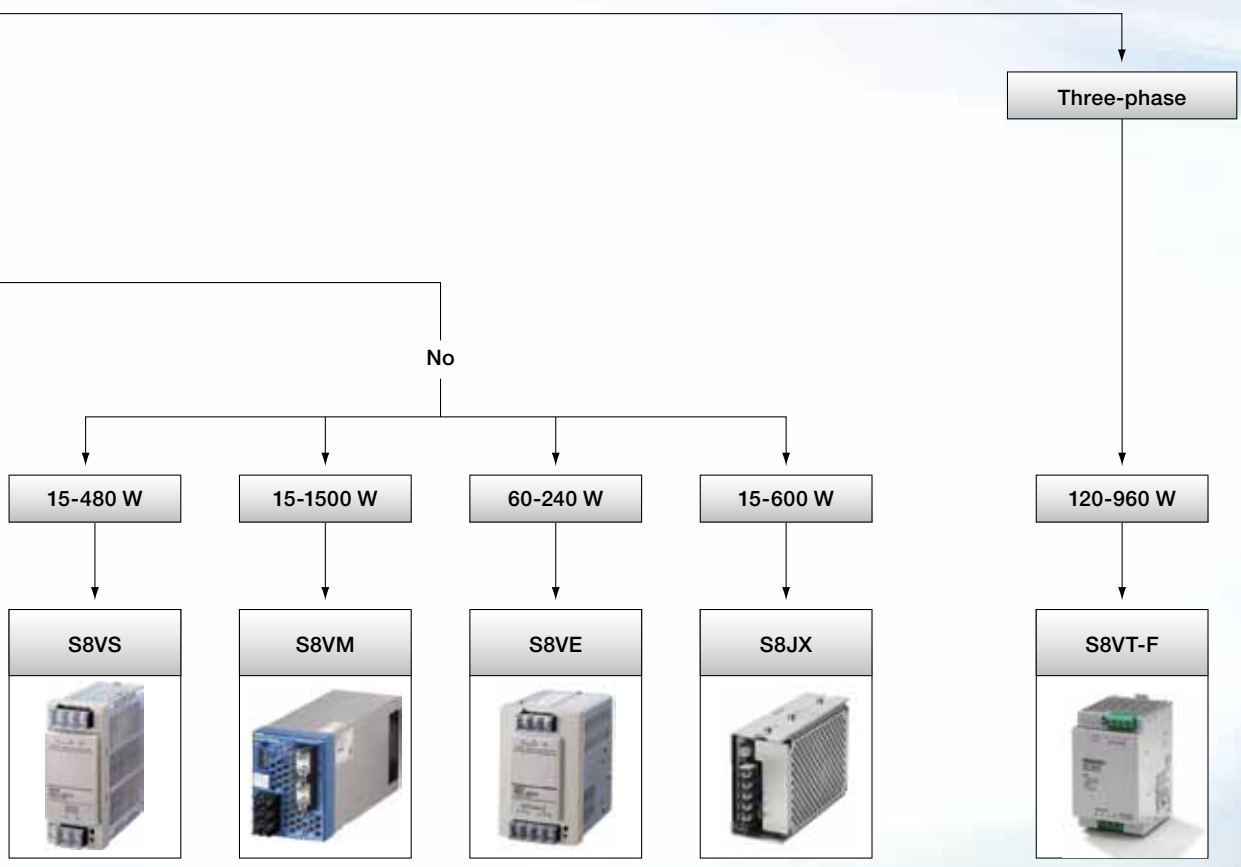 Three-phase
No
15-480 W
15-1500 W
60-240 W
15-600 W
120-960 W
S8VS
S8VM
S8VE
S8JX
S8VT-F